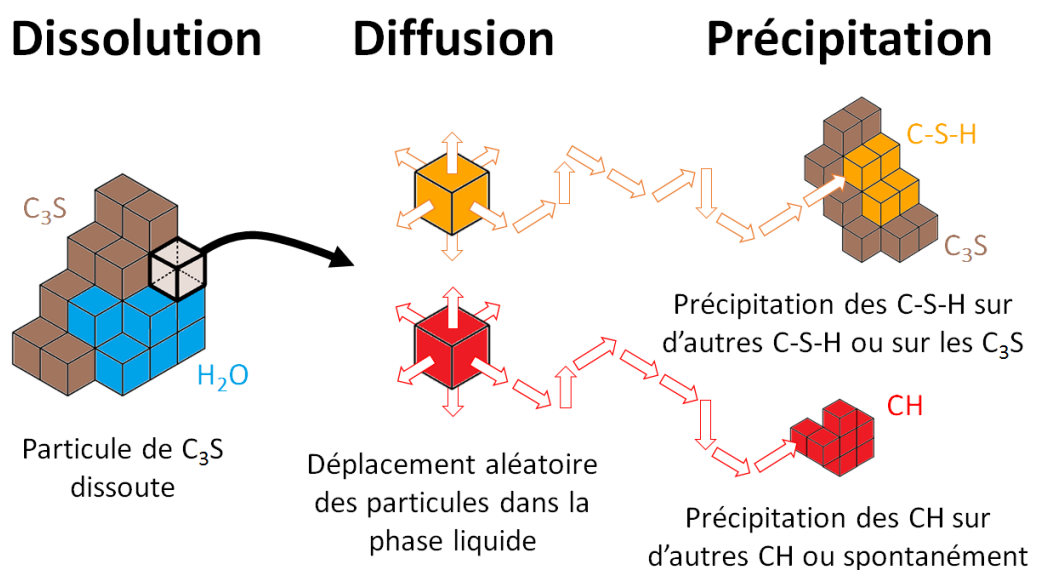 Dissolution
Diffusion
Précipitation
C₃S
H₂O
Particule de C₃S
dissoute
Déplacement aléatoire
des particules dans la
phase liquide
C-S-H
C₃S
Précipitation des C-S-H sur
d’autres C-S-H ou sur les C₃S
CH
Précipitation des CH sur
d’autres CH ou spontanément